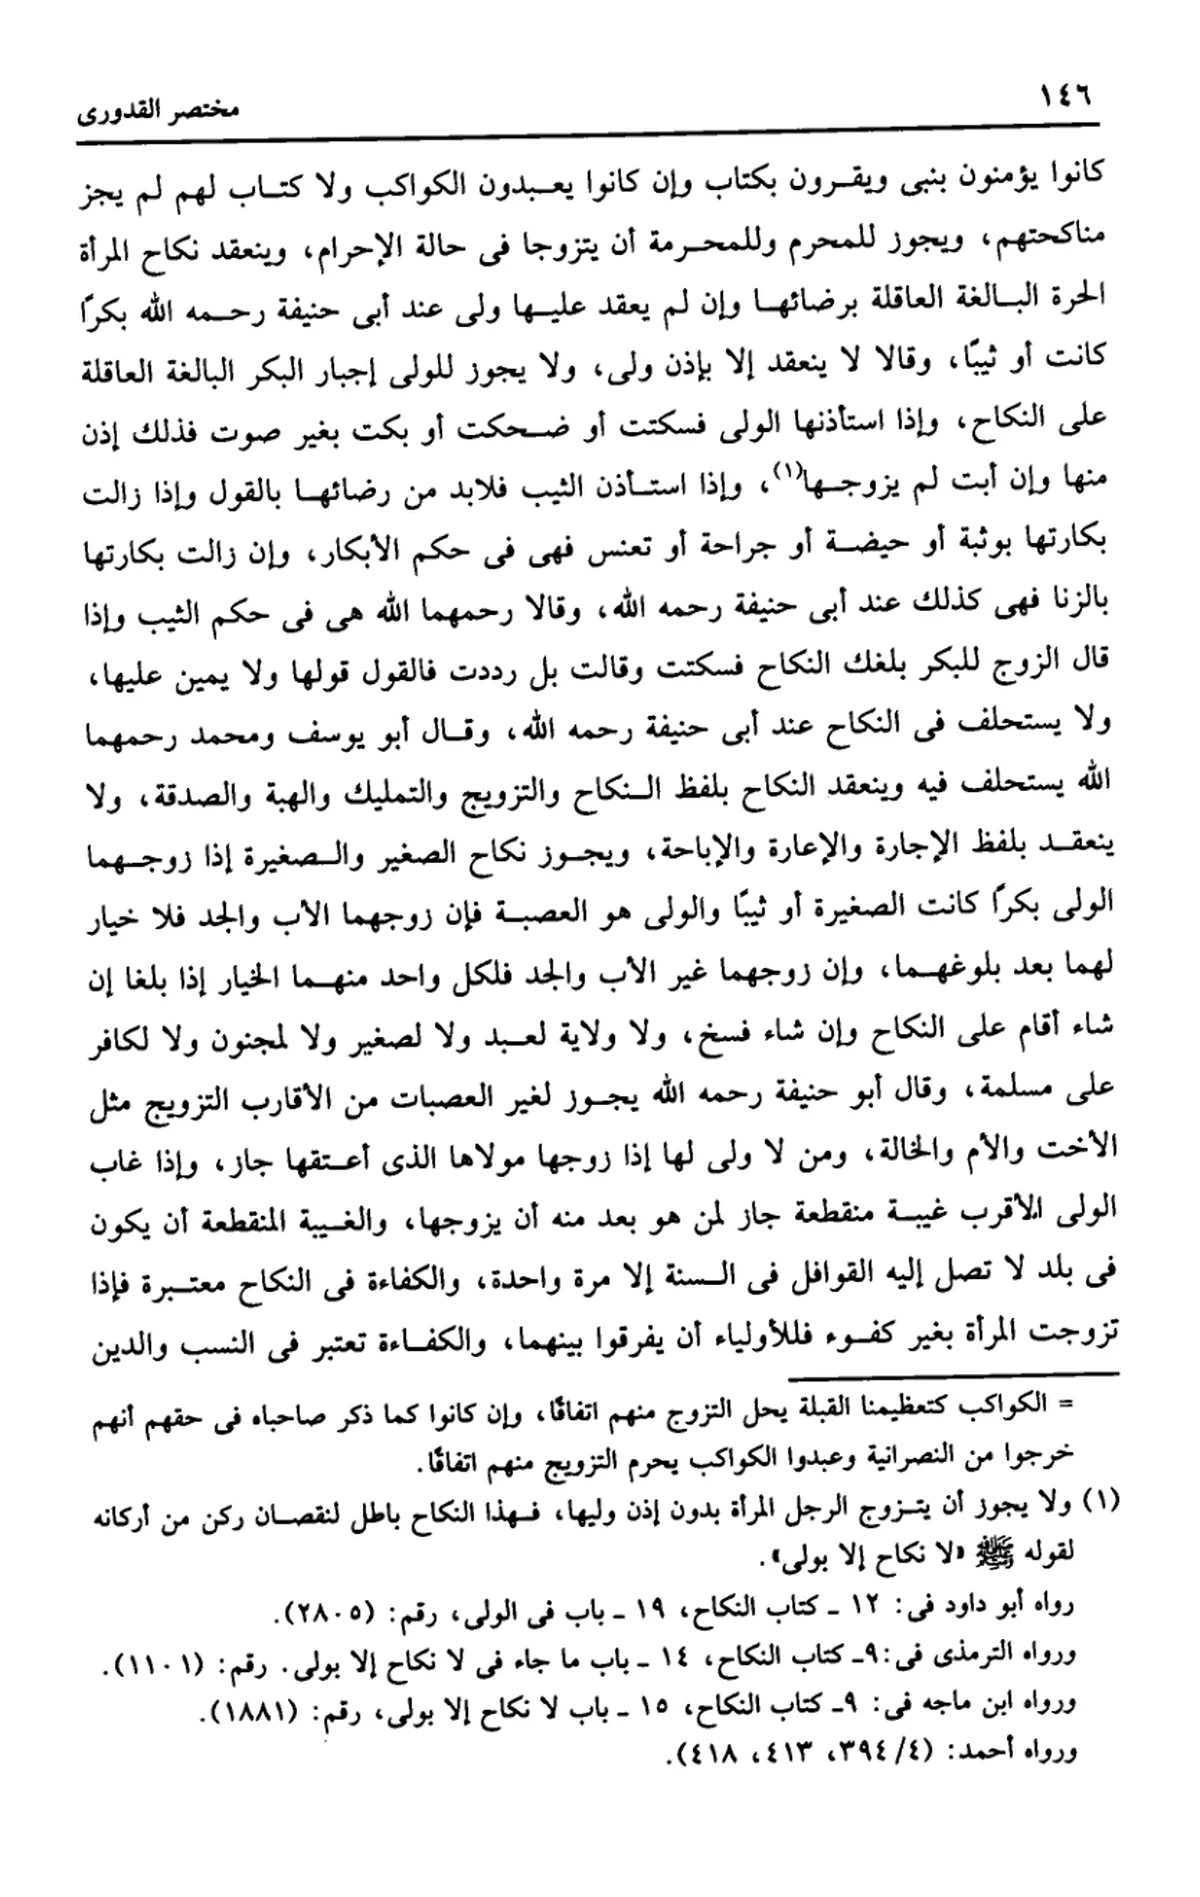 ١٤٦
مختصر القدورى
كانوا يؤمنون بنبى ويقرون بكتاب وإن كانوا يعبدون الكواكب ولا كتاب لهم لم يجز
مناكحتهم، ويجوز للمحرم وللمحرمة أن يتزوجا فى حالة الإحرام، وينعقد نكاح المرأة
الحرة البالغة العاقلة برضائها وإن لم يعقد عليها ولى عند أبى حنيفة رحمه الله بكرًا
كانت أو ثيبًا، وقالا لا ينعقد إلا بإذن ولى، ولا يجوز للولى إجبار البكر البالغة العاقلة
على النكاح، وإذا استأذنها الولى فسكتت أو ضحكت أو بكت بغير صوت فذلك إذن
منها وإن أبت لم يزوجها(١)، وإذا استأذن الثيب فلابد من رضائها بالقول وإذا زالت
بكارتها بوثبة أو حيضة أو جراحة أو تعنس فهى فى حكم الأبكار، وإن زالت بكارتها
بالزنا فهى كذلك عند أبى حنيفة رحمه الله، وقالا رحمهما الله هى فى حكم الثيب وإذا
قال الزوج للبكر بلغك النكاح فسكتت وقالت بل رددت فالقول قولها ولا يمين عليها،
ولا يستحلف فى النكاح عند أبى حنيفة رحمه الله، وقال أبو يوسف ومحمد رحمهما
الله يستحلف فيه وينعقد النكاح بلفظ النكاح والتزويج والتمليك والهبة والصدقة، ولا
ينعقد بلفظ الإجارة والإعارة والإباحة، ويجوز نكاح الصغير والصغيرة إذا زوجهما
الولى بكرًا كانت الصغيرة أو ثيبًا والولى هو العصبة فإن زوجهما الأب والجد فلا خيار
لهما بعد بلوغهما، وإن زوجهما غير الأب والجد فلكل واحد منهما الخيار إذا بلغا إن
شاء أقام على النكاح وإن شاء فسخ، ولا ولاية لعبد ولا لصغير ولا لمجنون ولا لكافر
على مسلمة، وقال أبو حنيفة رحمه الله يجوز لغير العصبات من الأقارب التزويج مثل
الأخت والأم والخالة، ومن لا ولى لها إذا زوجها مولاها الذى أعتقها جاز، وإذا غاب
الولى الأقرب غيبة منقطعة جاز لمن هو بعد منه أن يزوجها، والغيبة المنقطعة أن يكون
فى بلد لا تصل إليه القوافل فى السنة إلا مرة واحدة، والكفاءة فى النكاح معتبرة فإذا
تزوجت المرأة بغير كفوء فللأولياء أن يفرقوا بينهما، والكفاءة تعتبر فى النسب والدين
= الكواكب كتعظيمنا القبلة يحل التزوج منهم اتفاقًا، وإن كانوا كما ذكر صاحباه فى حقهم أنهم
خرجوا من النصرانية وعبدوا الكواكب يحرم التزويج منهم اتفاقًا.
(١) ولا يجوز أن يتزوج الرجل المرأة بدون إذن وليها، فهذا النكاح باطل لنقصان ركن من أركانه
لقوله ﷺ «لا نكاح إلا بولى».
رواه أبو داود فى: ١٢ ـ كتاب النكاح، ١٩ ـ باب فى الولى، رقم: (٢٨٠٥).
ورواه الترمذى فى:٩ـ كتاب النكاح، ١٤ ـ باب ما جاء فى لا نكاح إلا بولى. رقم: (١١٠١).
ورواه ابن ماجه فى: ٩ـ كتاب النكاح، ١٥ ـ باب لا نكاح إلا بولى، رقم: (١٨٨١).
ورواه أحمد: (٤/ ٣٩٤، ٤١٣، ٤١٨).